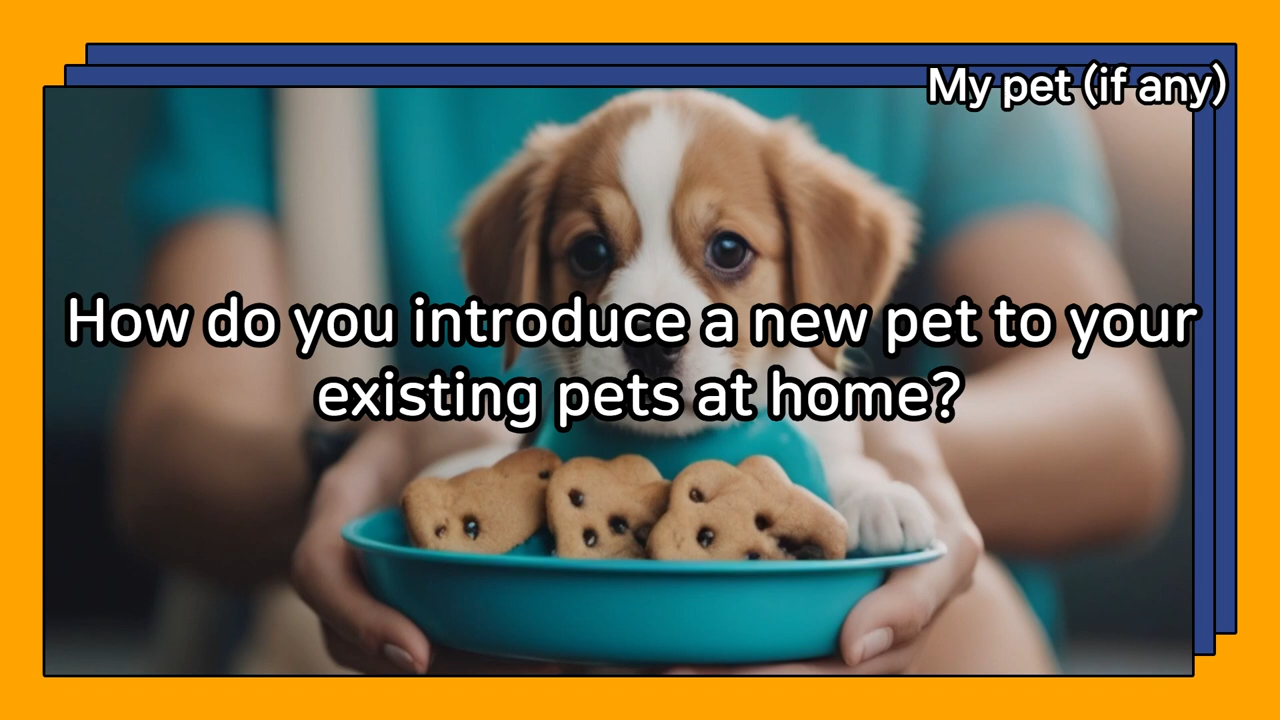 My pet (if any)
How do you introduce a new pet to your
existing pets at home?